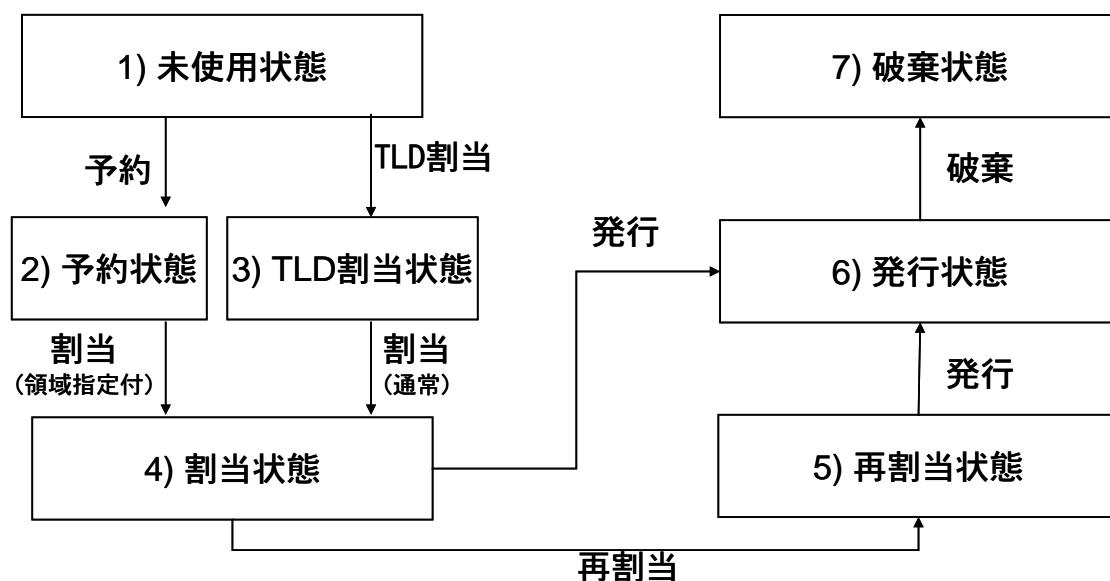 1) 未使用状態
7) 破棄状態
予約
TLD割当
破棄
2) 予約状態
3) TLD割当状態
発行
6) 発行状態
割当
(領域指定付)
割当
(通常)
発行
4) 割当状態
5) 再割当状態
再割当